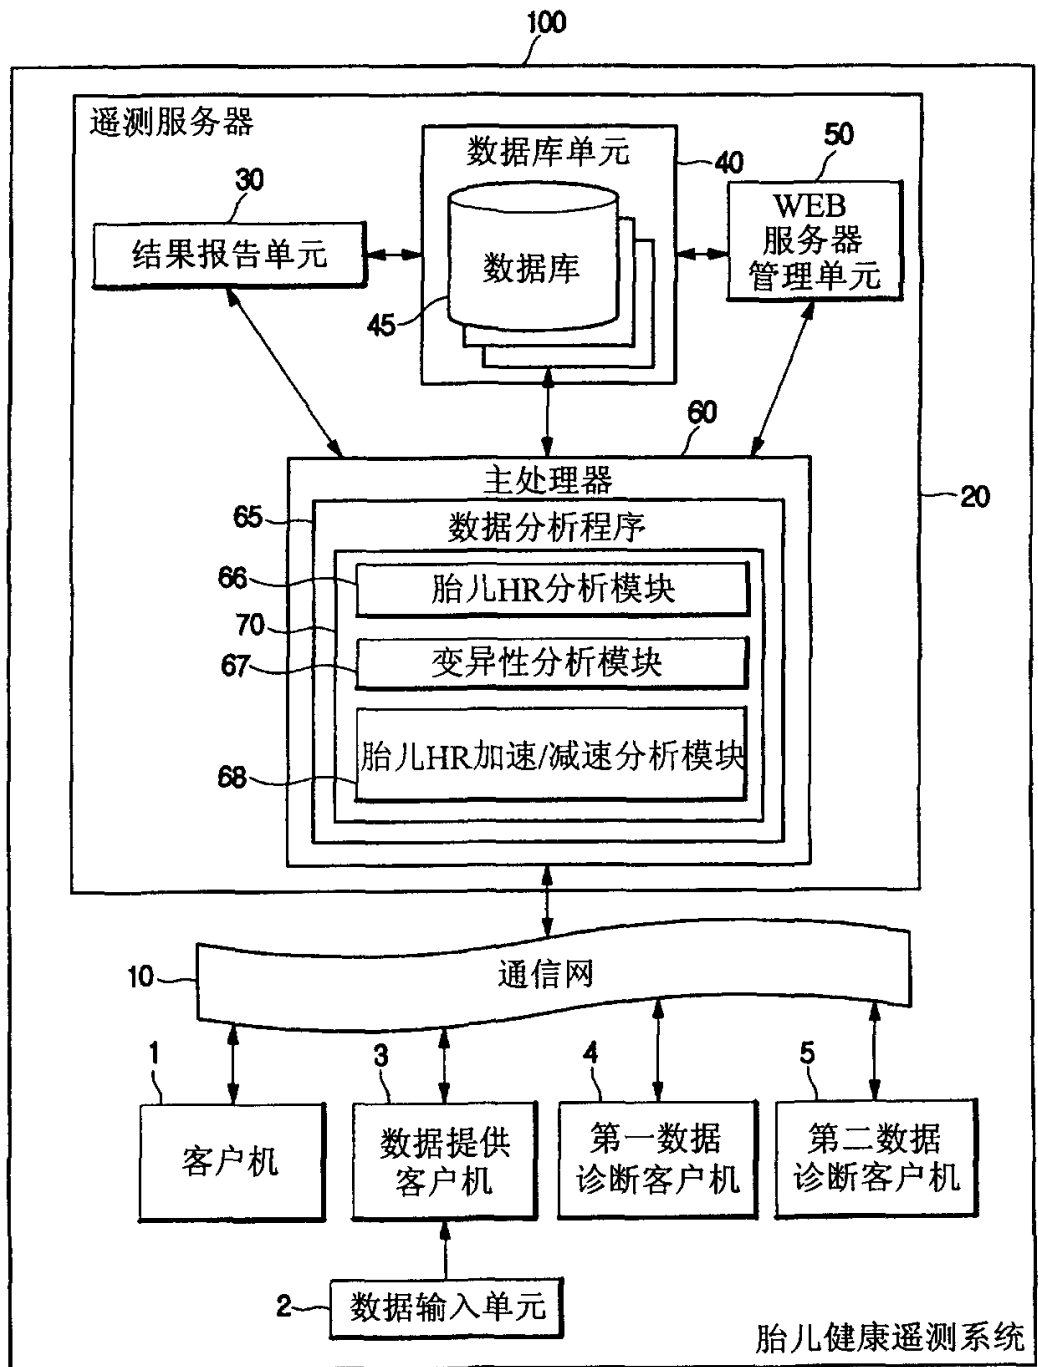 100
遥测服务器
数据库单元
40
50
30
结果报告单元
数据库
45
WEB
服务器
管理单元
60
主处理器
20
65
数据分析程序
66
胎儿HR分析模块
70
67
变异性分析模块
胎儿HR加速/减速分析模块
68
10
通信网
1
3
4
5
客户机
数据提供
客户机
第一数据
诊断客户机
第二数据
诊断客户机
2
数据输入单元
胎儿健康遥测系统